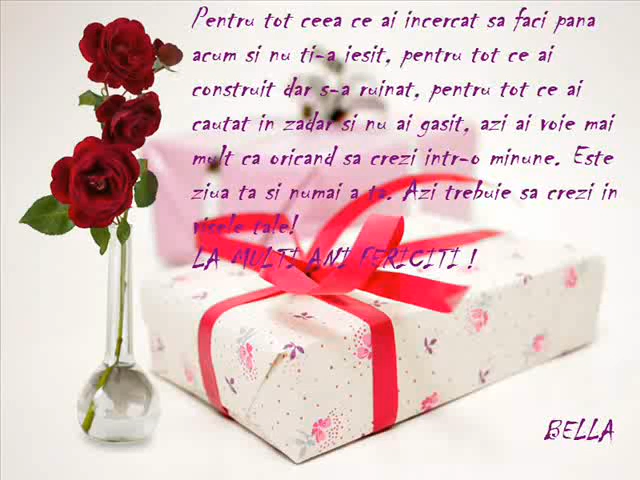 Pentru tot ceea ce ai incercat sa faci pana
acum si nu ti-a iesit, pentru tot ce ai
construit dar s-a ruinat, pentru tot ce ai
cautat in zadar si nu ai gasit, azi ai voie mai
mult ca oricand sa crezi intr-o minune. Este
ziua ta si numai a ta. Azi trebuie sa crezi in
visele tale!
LA MULTI ANI FERICITI !
BELLA